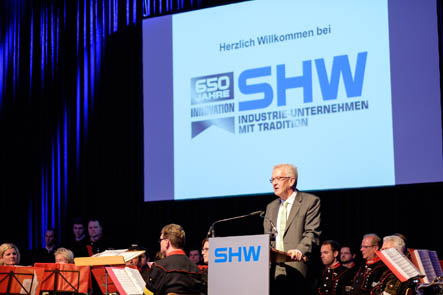 Herzlich Willkommen bei
650
JAHRE
INNOVATION
SHW
INDUSTRIE-UNTERNEHMEN
MIT TRADITION
SHW